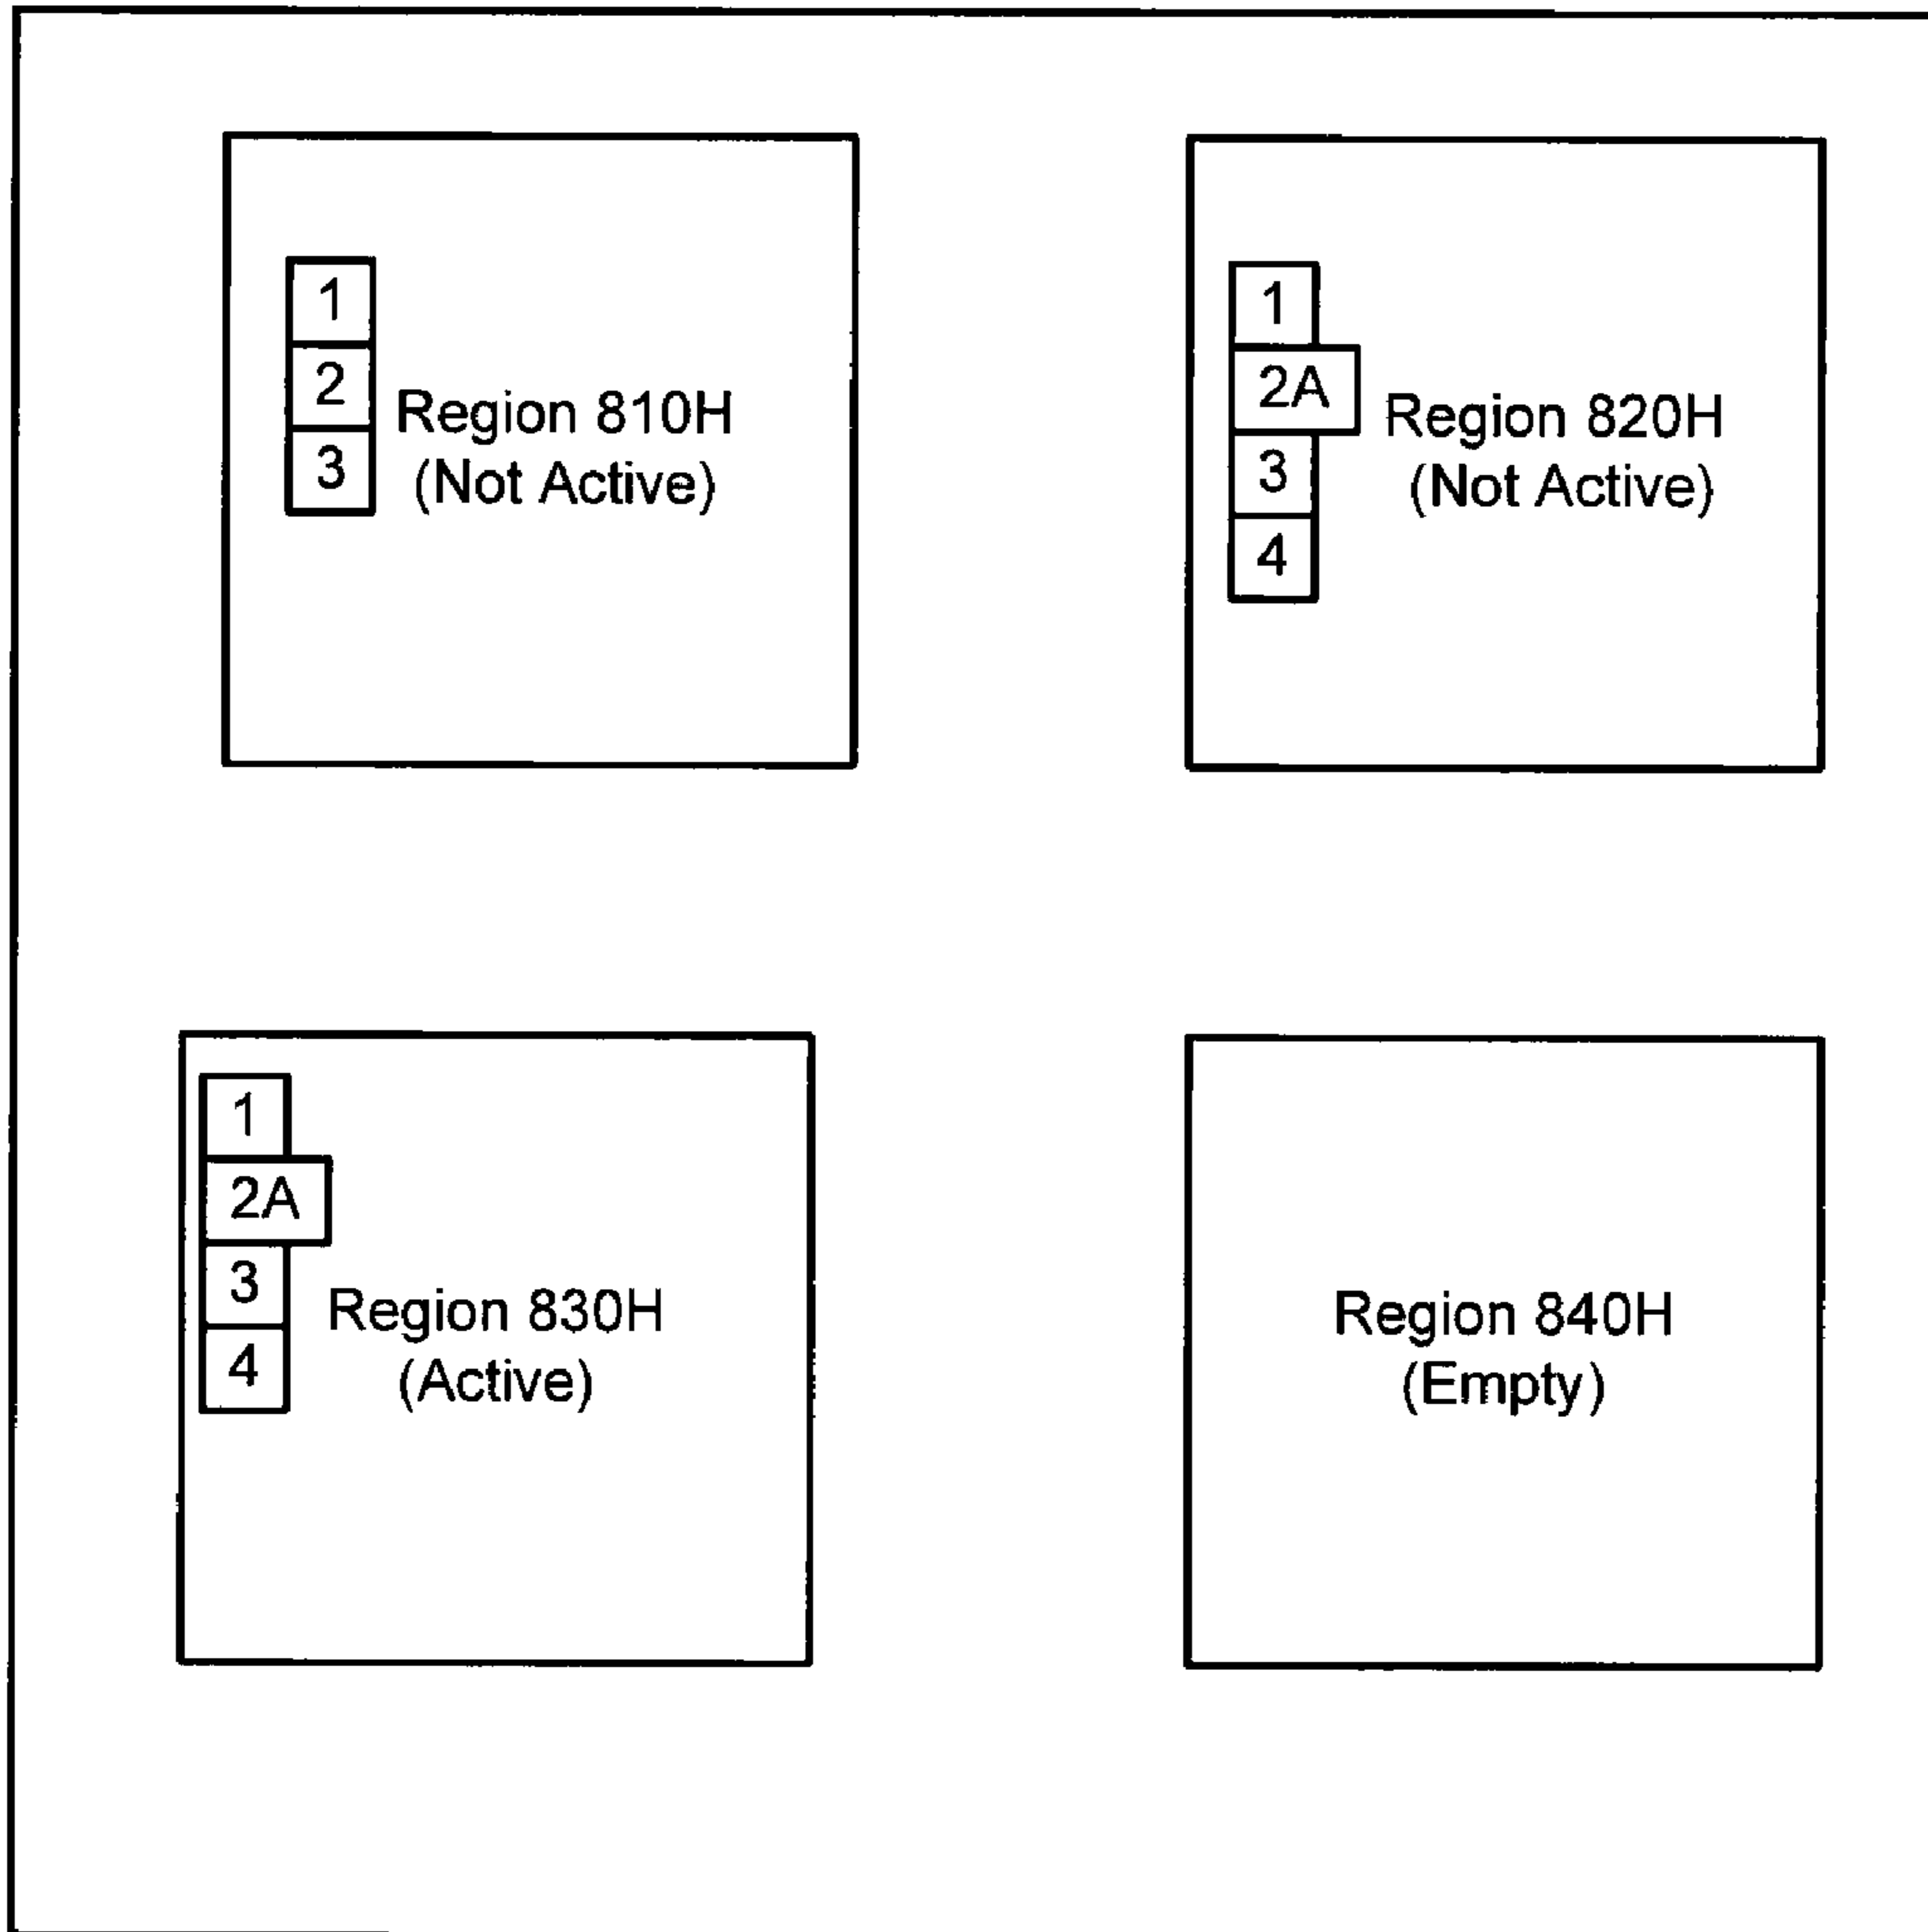 1
2
3
Region 810H
(Not Active)
1
2A
3
4
Region 820H
(Not Active)
1
2A
3
4
Region 830H
(Active)
Region 840H
(Empty)